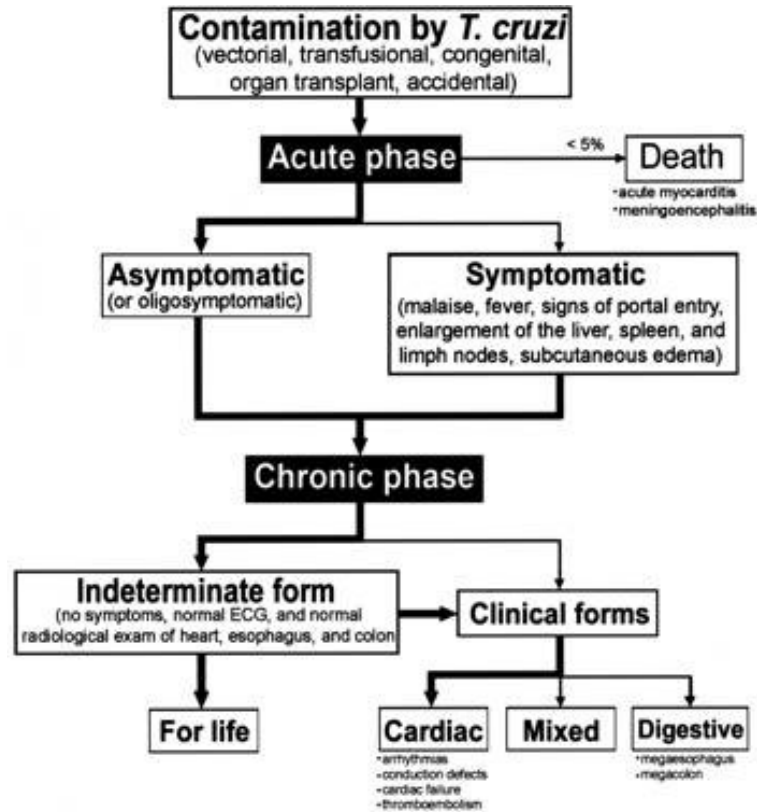 Contamination by T. cruzi
(vectorial, transfusional, congenital,
organ transplant, accidental)
Acute phase
< 5%
Death
•acute myocarditis
•meningoencephalitis
Asymptomatic
(or oligosymptomatic)
Symptomatic
(malaise, fever, signs of portal entry,
enlargement of the liver, spleen, and
limph nodes, subcutaneous edema)
Chronic phase
Indeterminate form
(no symptoms, normal ECG, and normal
radiological exam of heart, esophagus, and colon
Clinical forms
For life
Cardiac
•arrhythmias
•conduction defects
•cardiac failure
•thromboembolism
Mixed
Digestive
•megaesophagus
•megacolon